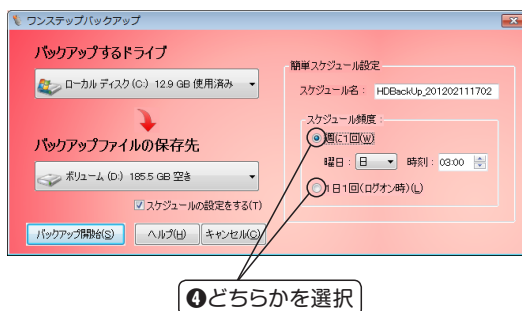 ワンステップバックアップ
バックアップするドライブ
ローカル ディスク (C:) 12.9 GB 使用済み
バックアップファイルの保存先
ボリューム (D:) 185.5 GB 空き
スケジュールの設定をする(T)
バックアップ開始(S) ヘルプ(H) キャンセル(C)
簡単スケジュール設定
スケジュール名: HDBackUp_201202111702
スケジュール頻度:
週に1回(W)
曜日: 日 時刻: 03:00
1日1回(ログオン時)(L)
❹どちらかを選択